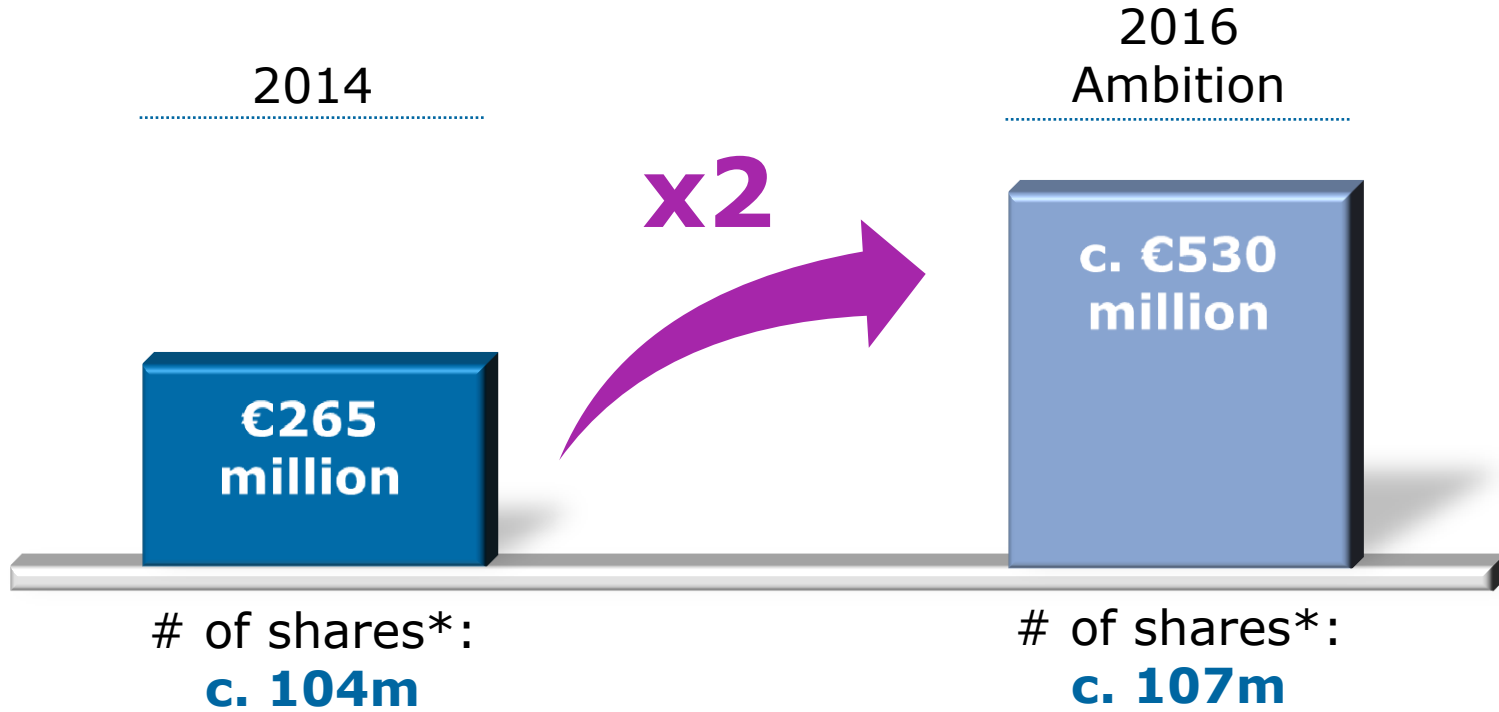 2014
2016
Ambition
x2
€265
million
c. €530
million
# of shares*:
c. 104m
# of shares*:
c. 107m